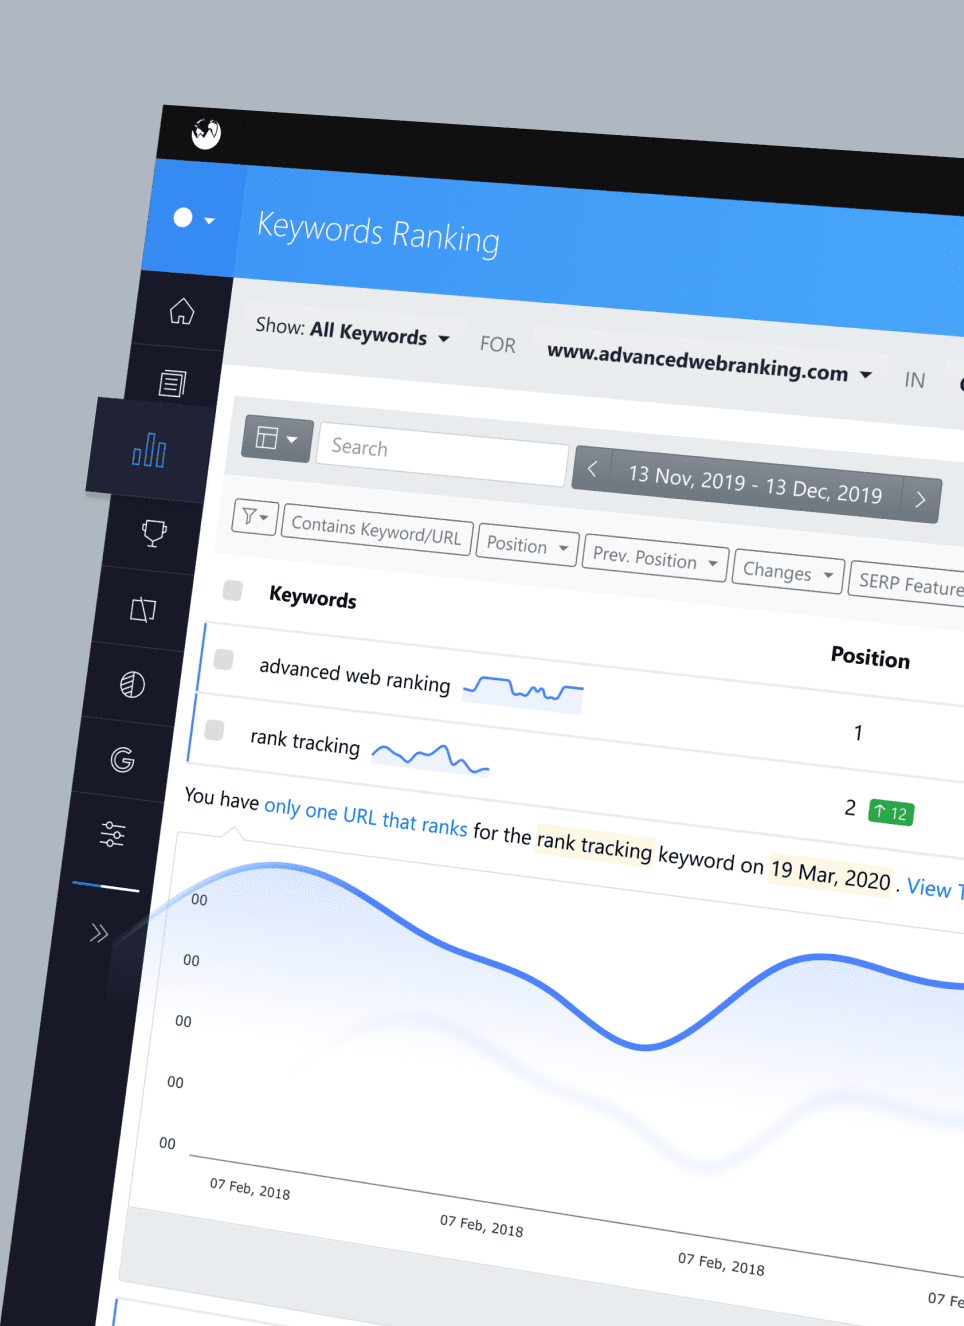 Keywords Ranking
Show: All Keywords FOR www.advancedwebranking.com IN
Search
13 Nov, 2019 - 13 Dec, 2019
Contains Keyword/URL Position Prev. Position Changes SERP Feature
Keywords Position
advanced web ranking 1
rank tracking 2 ↑ 12
You have only one URL that ranks for the rank tracking keyword on 19 Mar, 2020 . View
00
00
00
00
00
07 Feb, 2018 07 Feb, 2018 07 Feb, 2018 07 Fe